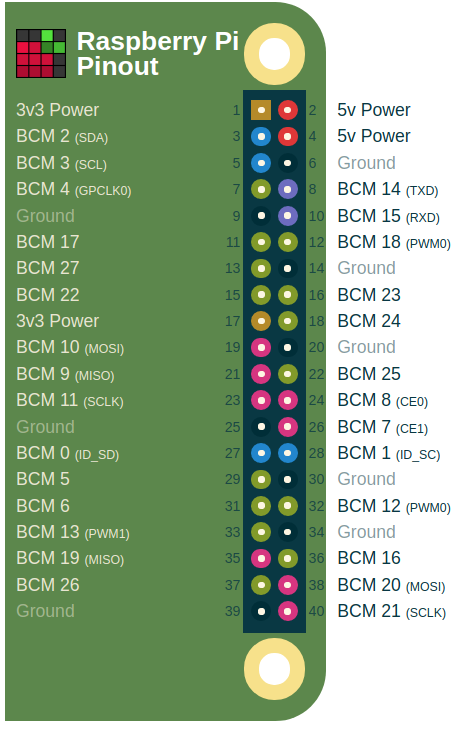 Raspberry Pi
Pinout
3v3 Power 1 2 5v Power
BCM 2 (SDA) 3 4 5v Power
BCM 3 (SCL) 5 6 Ground
BCM 4 (GPCLK0) 7 8 BCM 14 (TXD)
Ground 9 10 BCM 15 (RXD)
BCM 17 11 12 BCM 18 (PWM0)
BCM 27 13 14 Ground
BCM 22 15 16 BCM 23
3v3 Power 17 18 BCM 24
BCM 10 (MOSI) 19 20 Ground
BCM 9 (MISO) 21 22 BCM 25
BCM 11 (SCLK) 23 24 BCM 8 (CE0)
Ground 25 26 BCM 7 (CE1)
BCM 0 (ID_SD) 27 28 BCM 1 (ID_SC)
BCM 5 29 30 Ground
BCM 6 31 32 BCM 12 (PWM0)
BCM 13 (PWM1) 33 34 Ground
BCM 19 (MISO) 35 36 BCM 16
BCM 26 37 38 BCM 20 (MOSI)
Ground 39 40 BCM 21 (SCLK)